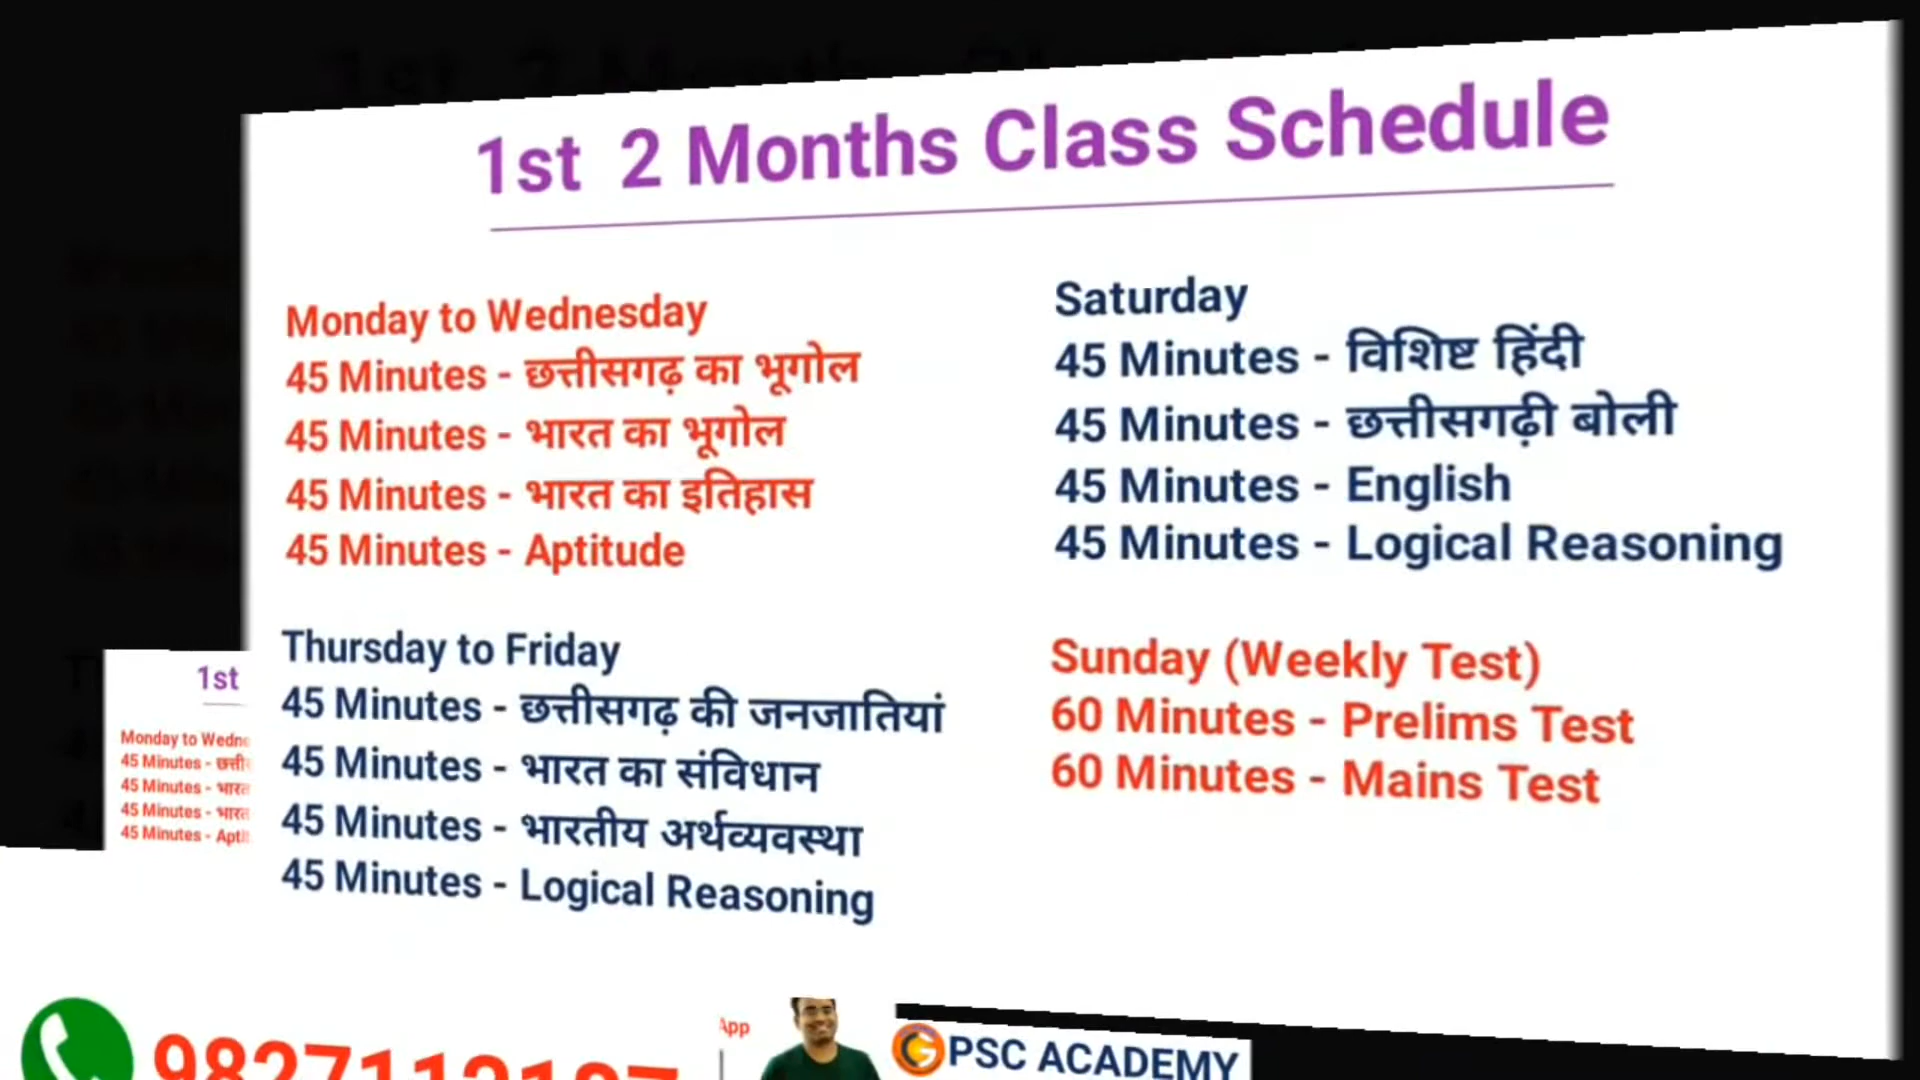 1st 2 Months Class Schedule
Monday to Wednesday
45 Minutes - छत्तीसगढ़ का भूगोल
45 Minutes - भारत का भूगोल
45 Minutes - भारत का इतिहास
45 Minutes - Aptitude
Thursday to Friday
45 Minutes - छत्तीसगढ़ की जनजातियां
45 Minutes - भारत का संविधान
45 Minutes - भारतीय अर्थव्यवस्था
45 Minutes - Logical Reasoning
Saturday
45 Minutes - विशिष्ट हिंदी
45 Minutes - छत्तीसगढ़ी बोली
45 Minutes - English
45 Minutes - Logical Reasoning
Sunday (Weekly Test)
60 Minutes - Prelims Test
60 Minutes - Mains Test
1st
Monday to
45 Minutes -
45 Minutes - भारत
45 Minutes - भारत
45 Minutes -
App
PSC ACADEMY